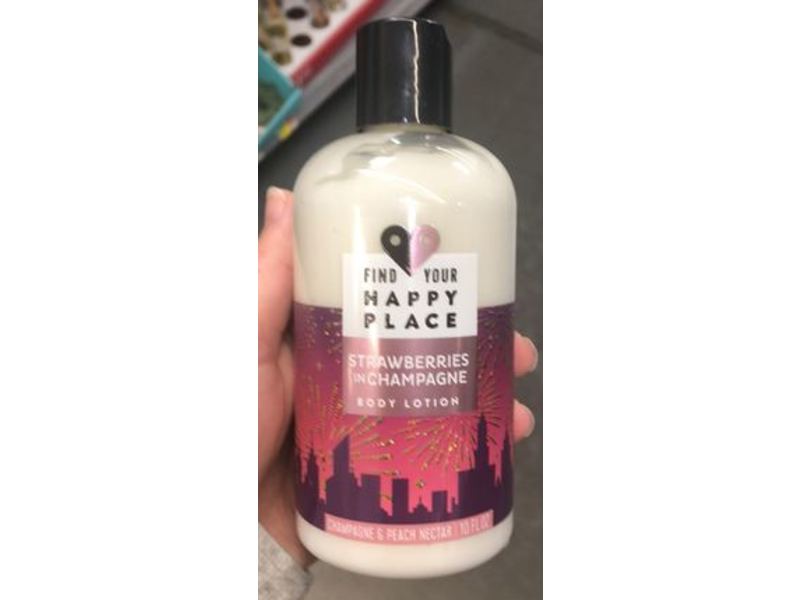 FIND YOUR
HAPPY
PLACE
STRAWBERRIES
IN CHAMPAGNE
BODY LOTION
CHAMPAGNE & PEACH NECTAR | 10 FL OZ